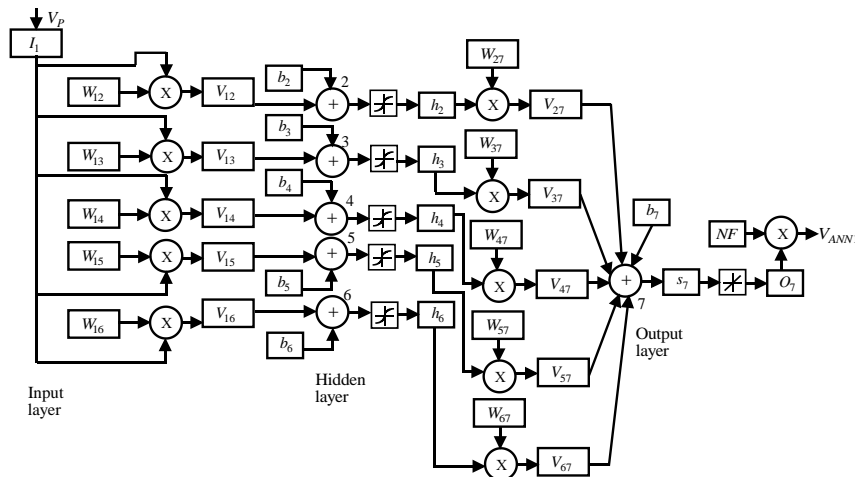 V_P
I_1
W_12 X V_12 b_2 + 2 h_2 W_27 X V_27
W_13 X V_13 b_3 + 3 h_3 W_37 X V_37
W_14 X V_14 b_4 + 4 h_4 W_47 X V_47
W_15 X V_15 b_5 + 5 h_5 W_57 X V_57
W_16 X V_16 b_6 + 6 h_6 W_67 X V_67
b_7 + 7 s_7 O_7 NF X V_ANN1
Input
layer
Hidden
layer
Output
layer